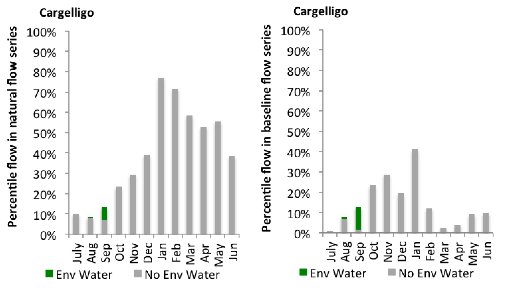 Cargelligo
Percentile flow in natural flow series
100%
90%
80%
70%
60%
50%
40%
30%
20%
10%
0%
July
Aug
Sep
Oct
Nov
Dec
Jan
Feb
Mar
Apr
May
Jun
Env Water
No Env Water
Cargelligo
Percentile flow in baseline flow series
100%
90%
80%
70%
60%
50%
40%
30%
20%
10%
0%
July
Aug
Sep
Oct
Nov
Dec
Jan
Feb
Mar
Apr
May
Jun
Env Water
No Env Water